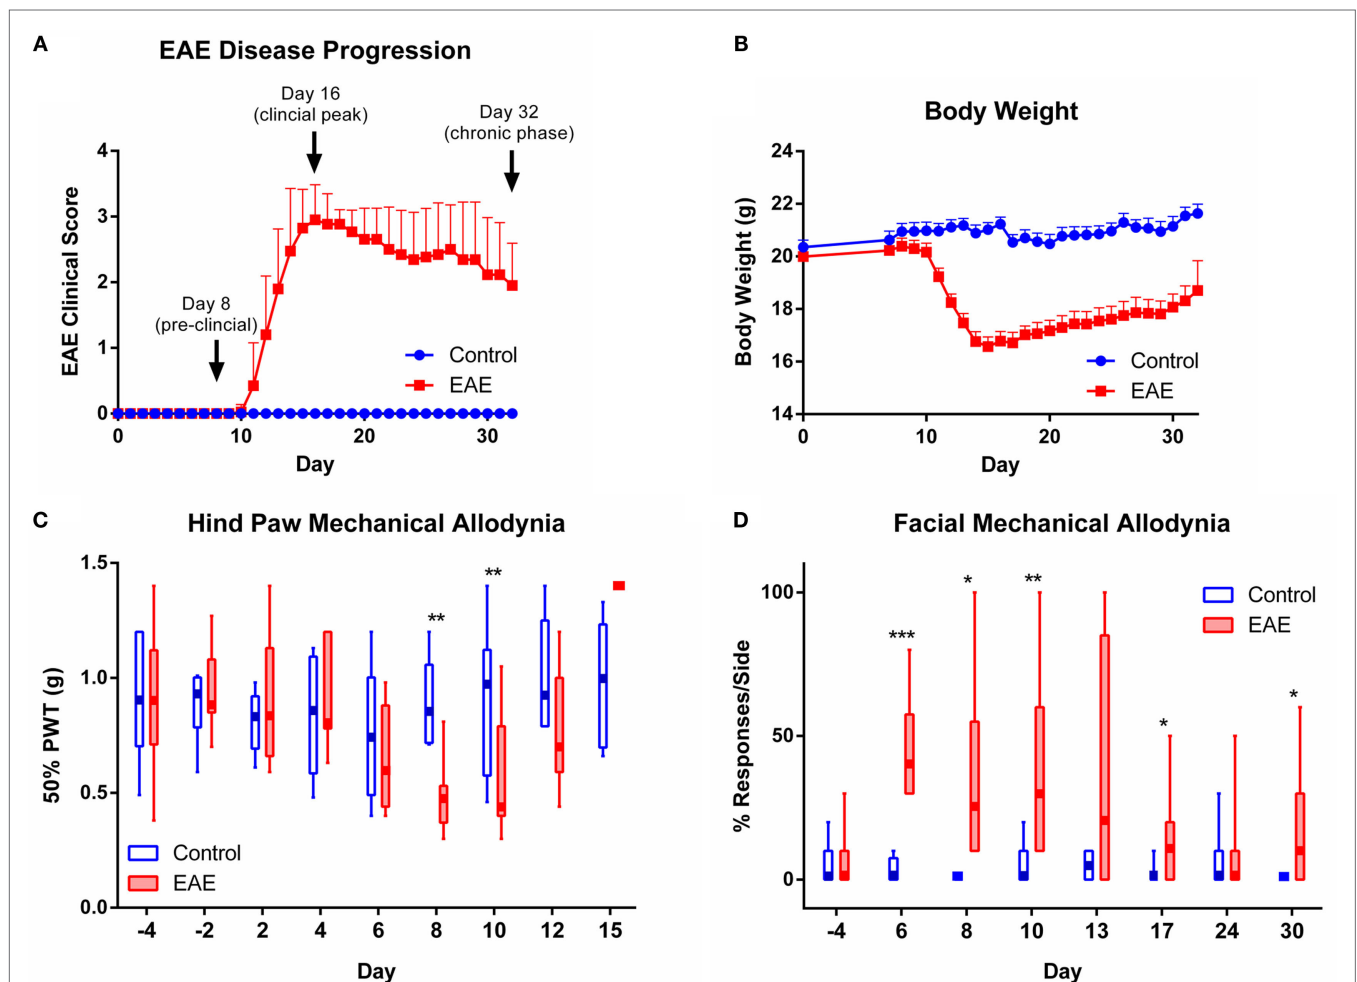 A
EAE Disease Progression
Day 16
(clincial peak)
Day 32
(chronic phase)
Day 8
(pre-clincial)
EAE Clinical Score
4
3
2
1
0
Control
EAE
0 10 20 30
Day
B
Body Weight
Body Weight (g)
24
22
20
18
16
14
Control
EAE
0 10 20 30
Day
C
Hind Paw Mechanical Allodynia
50% PWT (g)
1.5
1.0
0.5
0.0
** **
Control
EAE
-4 -2 2 4 6 8 10 12 15
Day
D
Facial Mechanical Allodynia
% Responses/Side
100
50
0
*** * ** * *
Control
EAE
-4 6 8 10 13 17 24 30
Day